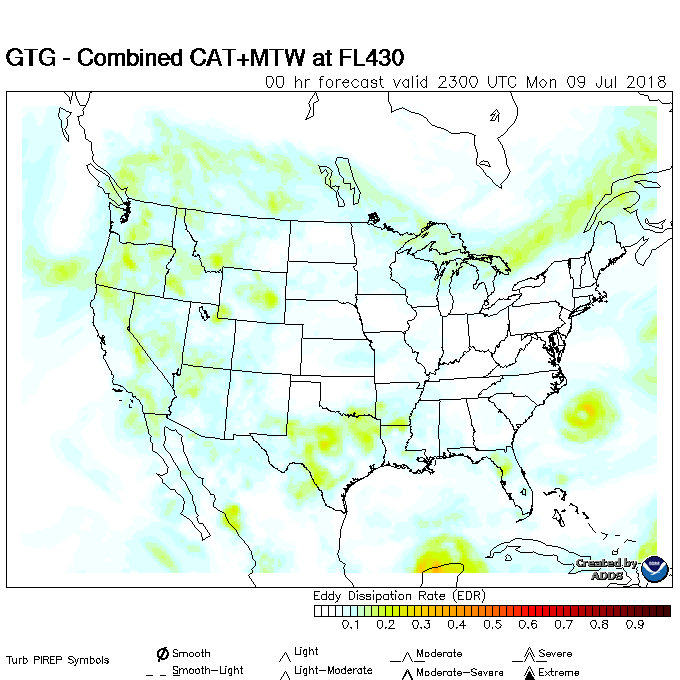 GTG - Combined CAT+MTW at FL430
00 hr forecast valid 2300 UTC Mon 09 Jul 2018
Created by
ADDS
Eddy Dissipation Rate (EDR)
0.1 0.2 0.3 0.4 0.5 0.6 0.7 0.8 0.9
Turb PIREP Symbols
Smooth Light Moderate Severe
Smooth-Light Light-Moderate Moderate-Severe Extreme